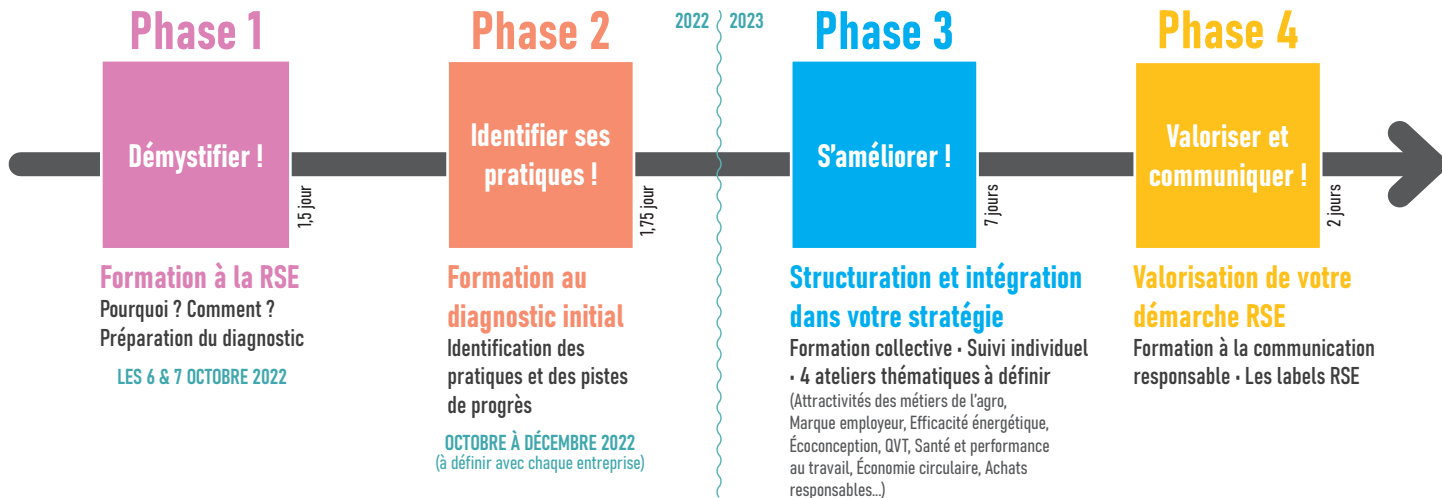 Phase 1
Démystifier !
1,5 jour
Formation à la RSE
Pourquoi ? Comment ?
Préparation du diagnostic
LES 6 & 7 OCTOBRE 2022
Phase 2
Identifier ses
pratiques !
1,75 jour
Formation au
diagnostic initial
Identification des
pratiques et des pistes
de progrès
OCTOBRE À DÉCEMBRE 2022
(à définir avec chaque entreprise)
2022
2023
Phase 3
S'améliorer !
7 jours
Structuration et intégration
dans votre stratégie
Formation collective · Suivi individuel
· 4 ateliers thématiques à définir
(Attractivités des métiers de l'agro,
Marque employeur, Efficacité énergétique,
Écoconception, QVT, Santé et performance
au travail, Économie circulaire, Achats
responsables...)
Phase 4
Valoriser et
communiquer !
2 jours
Valorisation de votre
démarche RSE
Formation à la communication
responsable · Les labels RSE